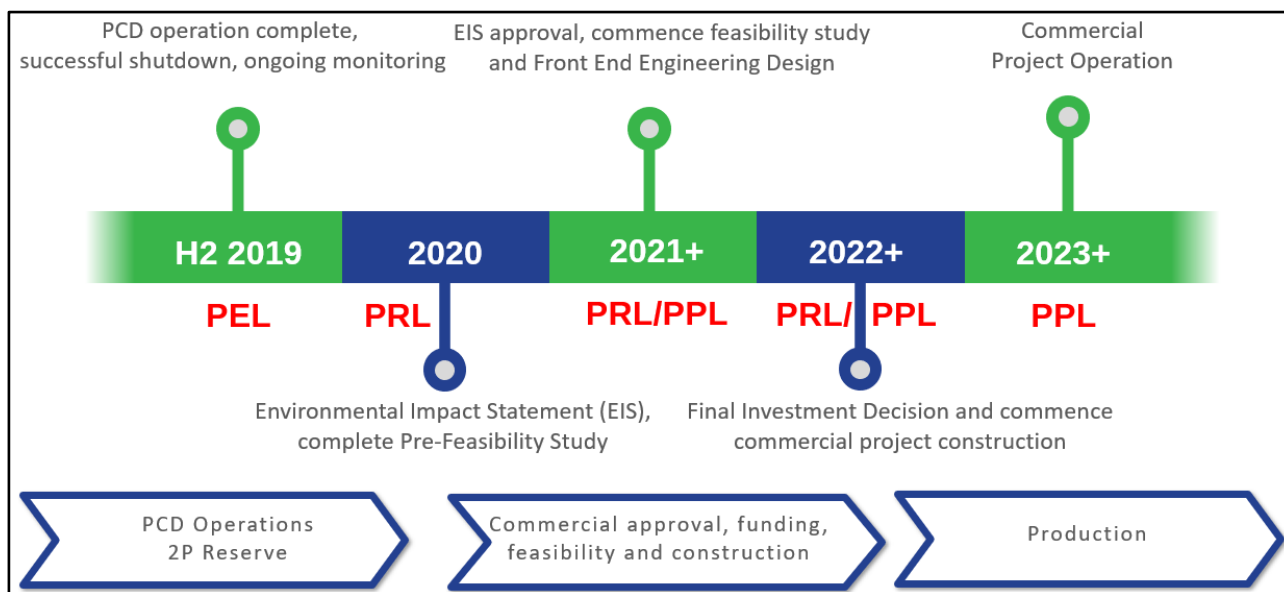 PCD operation complete,
successful shutdown, ongoing monitoring
EIS approval, commence feasibility study
and Front End Engineering Design
Commercial
Project Operation
H2 2019
2020
2021+
2022+
2023+
PEL
PRL
PRL/PPL
PRL/ PPL
PPL
Environmental Impact Statement (EIS),
complete Pre-Feasibility Study
Final Investment Decision and commence
commercial project construction
PCD Operations
2P Reserve
Commercial approval, funding,
feasibility and construction
Production